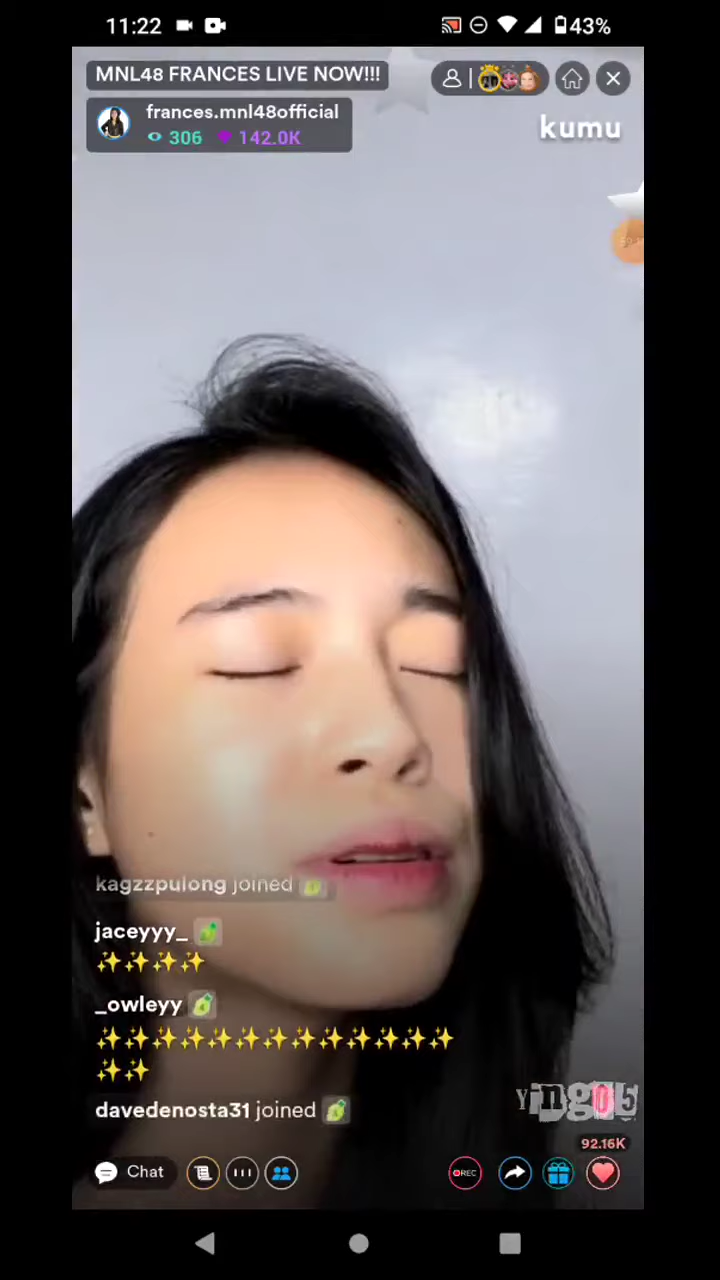 11:22
43%
MNL48 FRANCES LIVE NOW!!!
frances.mnl48official
306 142.0K
kumu
kagzzpulong joined
jaceyyy_
✨✨✨✨
_owleyy
✨✨✨✨✨✨✨✨✨✨✨✨✨
✨✨
davedenosta31 joined
Ying05
92.16K
Chat
REC